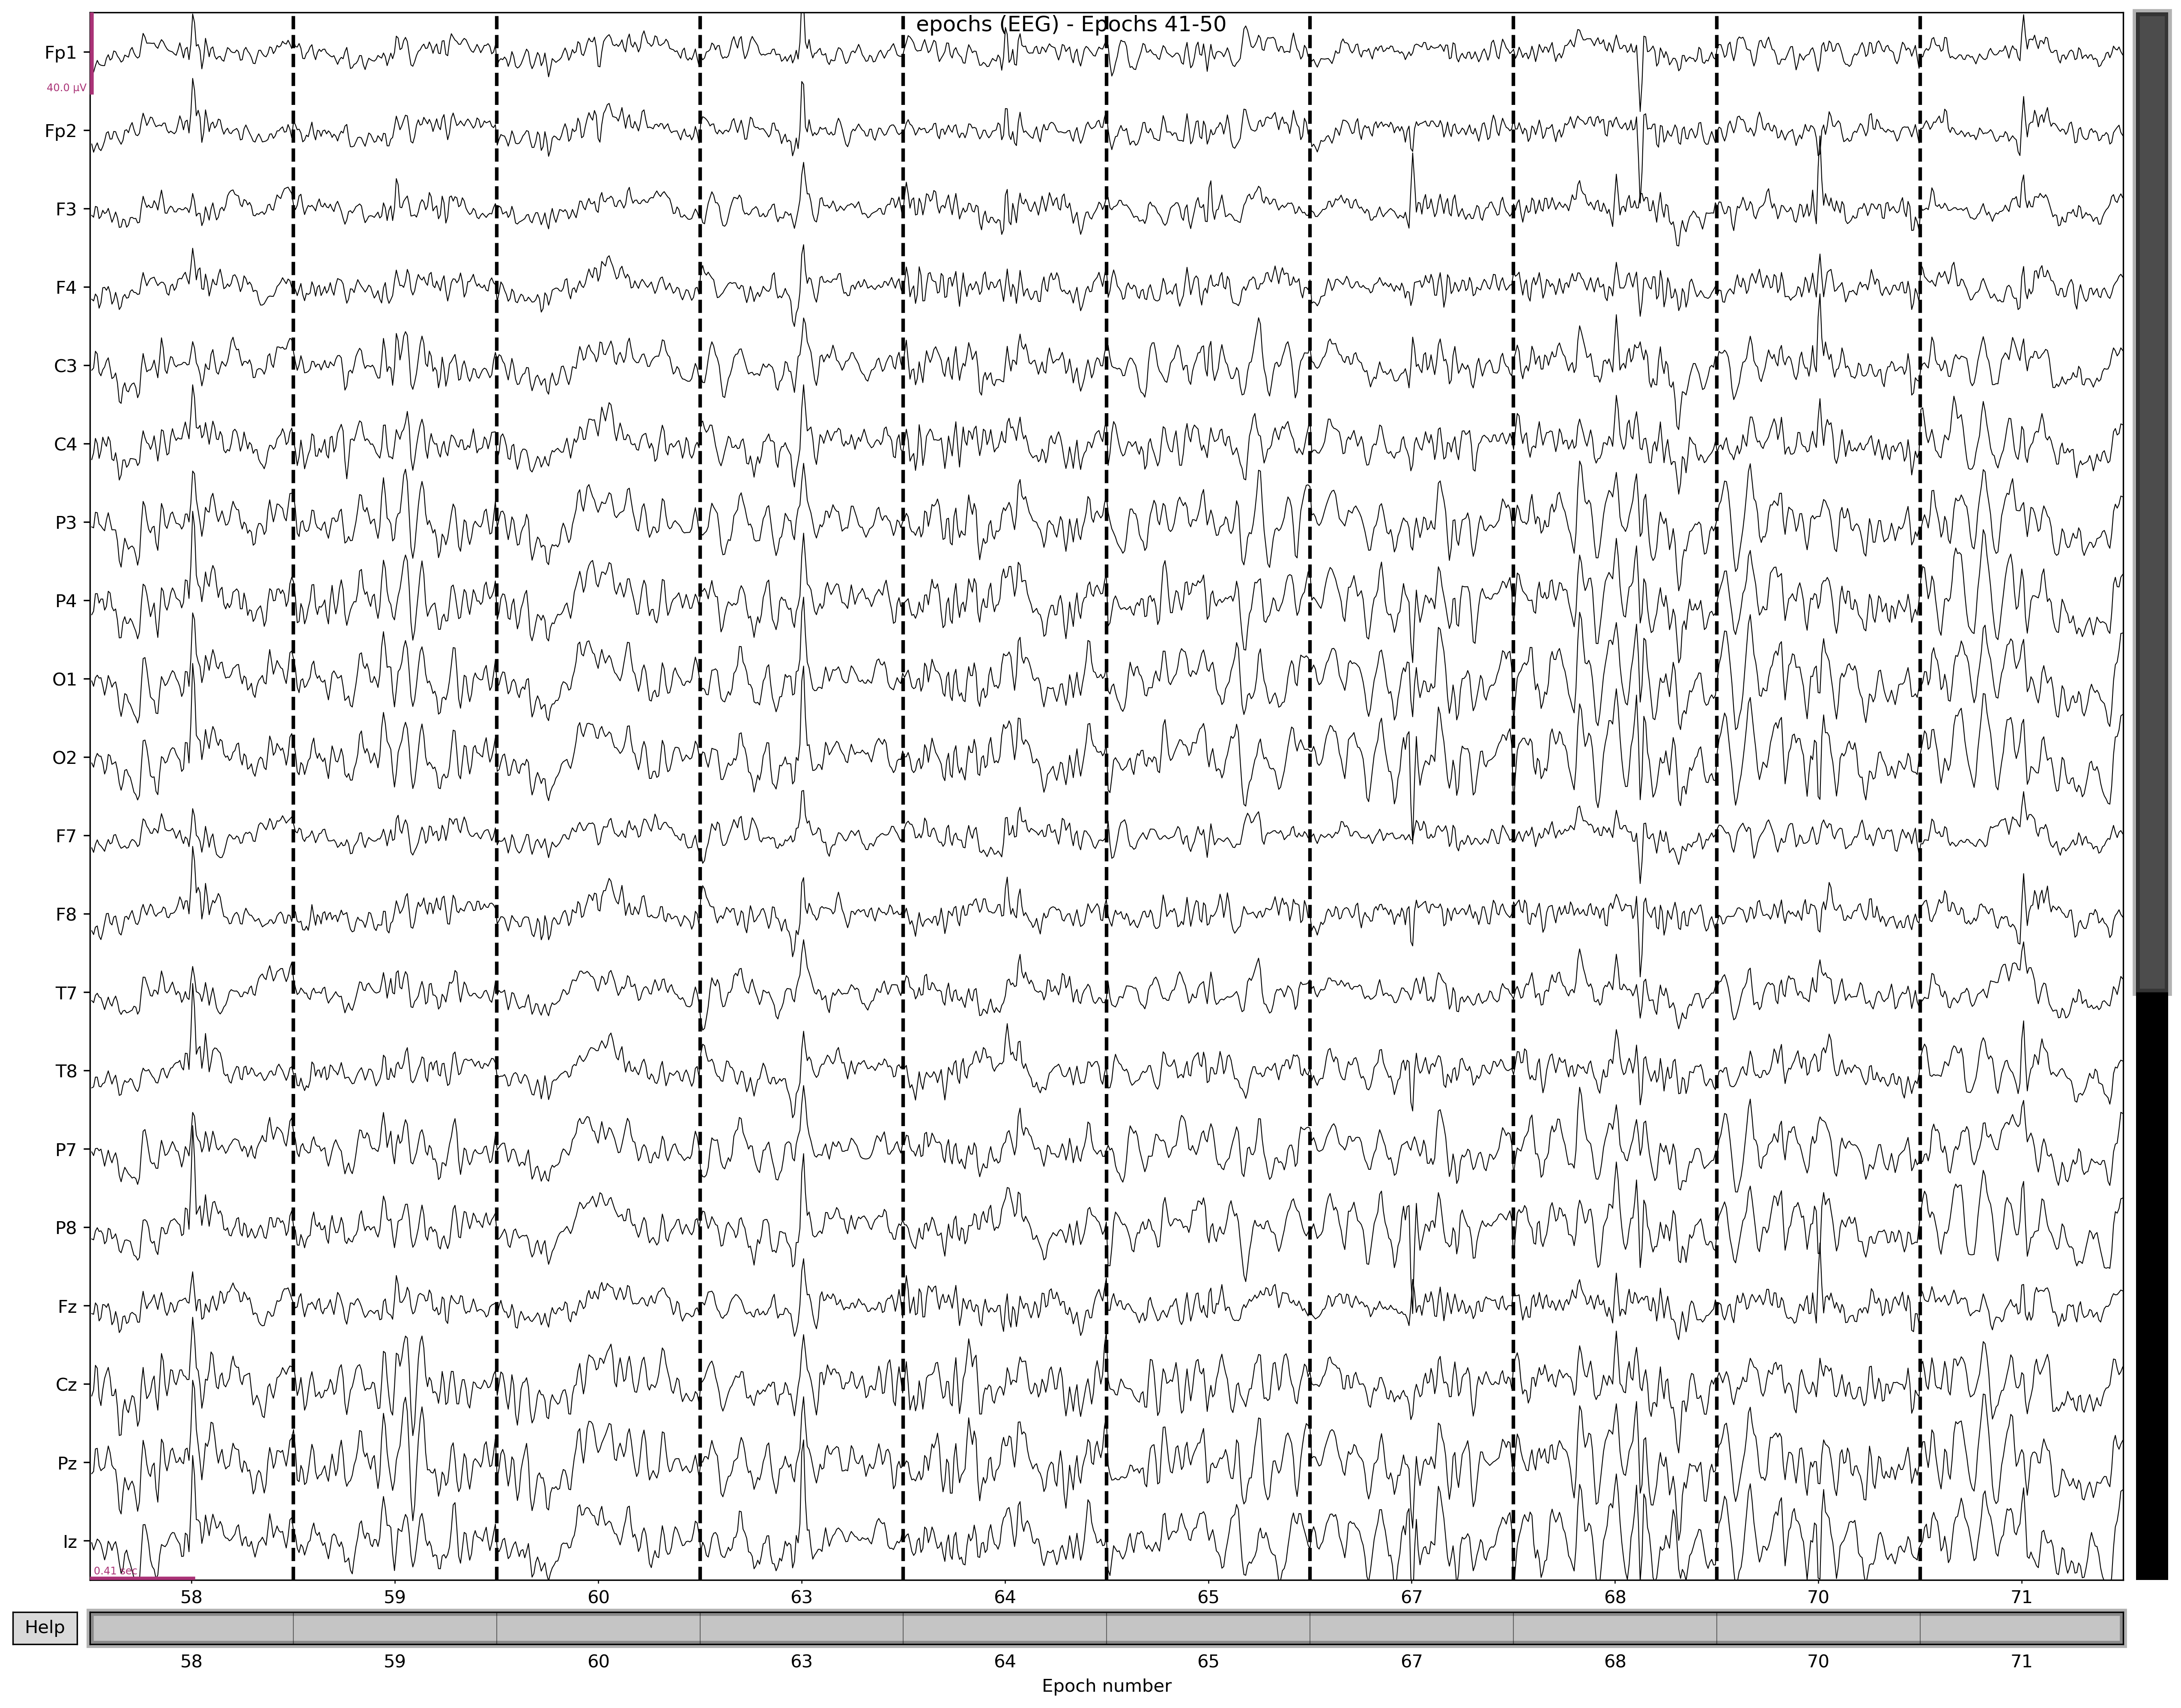 epochs (EEG) - Epochs 41-50
Fp1
40.0 µV
Fp2
F3
F4
C3
C4
P3
P4
O1
O2
F7
F8
T7
T8
P7
P8
Fz
Cz
Pz
Iz
0.41 sec
58 59 60 63 64 65 67 68 70 71
Help
58 59 60 63 64 65 67 68 70 71
Epoch number